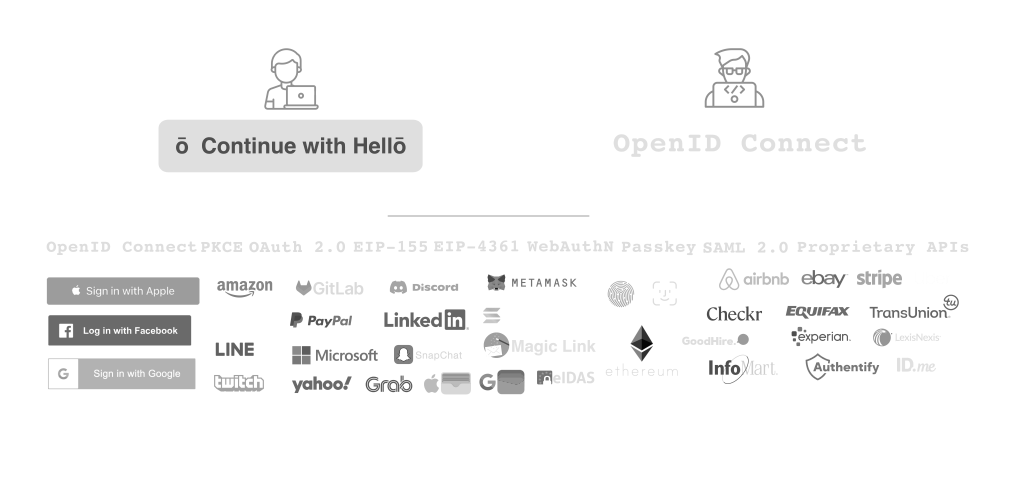 ō Continue with Hellō
OpenID Connect
OpenID Connect PKCE OAuth 2.0 EIP-155 EIP-4361 WebAuthN Passkey SAML 2.0 Proprietary APIs
Sign in with Apple
amazon
GitLab
Discord
METAMASK
airbnb
ebay
stripe
Log in with Facebook
PayPal
LinkedIn
Checkr
EQUIFAX
TransUnion
tu
LINE
Microsoft
SnapChat
Magic Link
GoodHire.
experian.
LexisNexis
G Sign in with Google
twitch
yahoo!
Grab
G
eIDAS
ethereum
InfoMart.
Authentify
ID.me